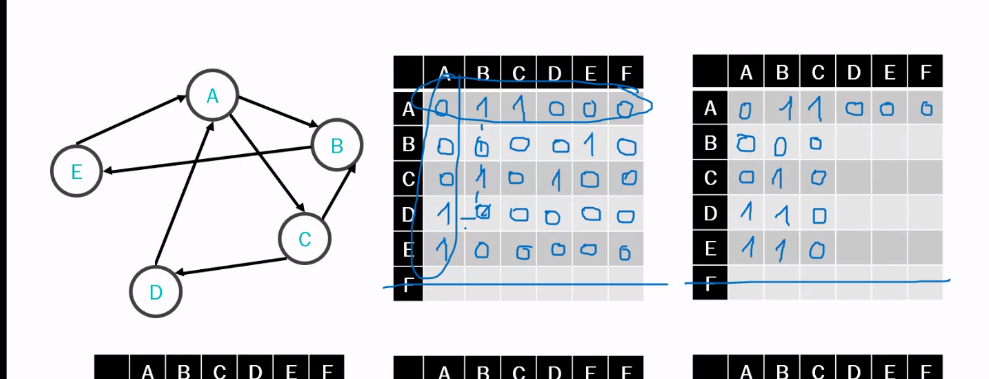 A
B
E
C
D
A B C D E F
A 0 1 1 0 0 0
B 0 0 0 0 1 0
C 0 1 0 1 0 0
D 1 0 0 0 0 0
E 1 0 0 0 0 0
F
A B C D E F
A 0 1 1 0 0 0
B 0 0 0
C 0 1 0
D 1 1 0
E 1 1 0
F
A B C D E F
A B C D E F
A B C D E F